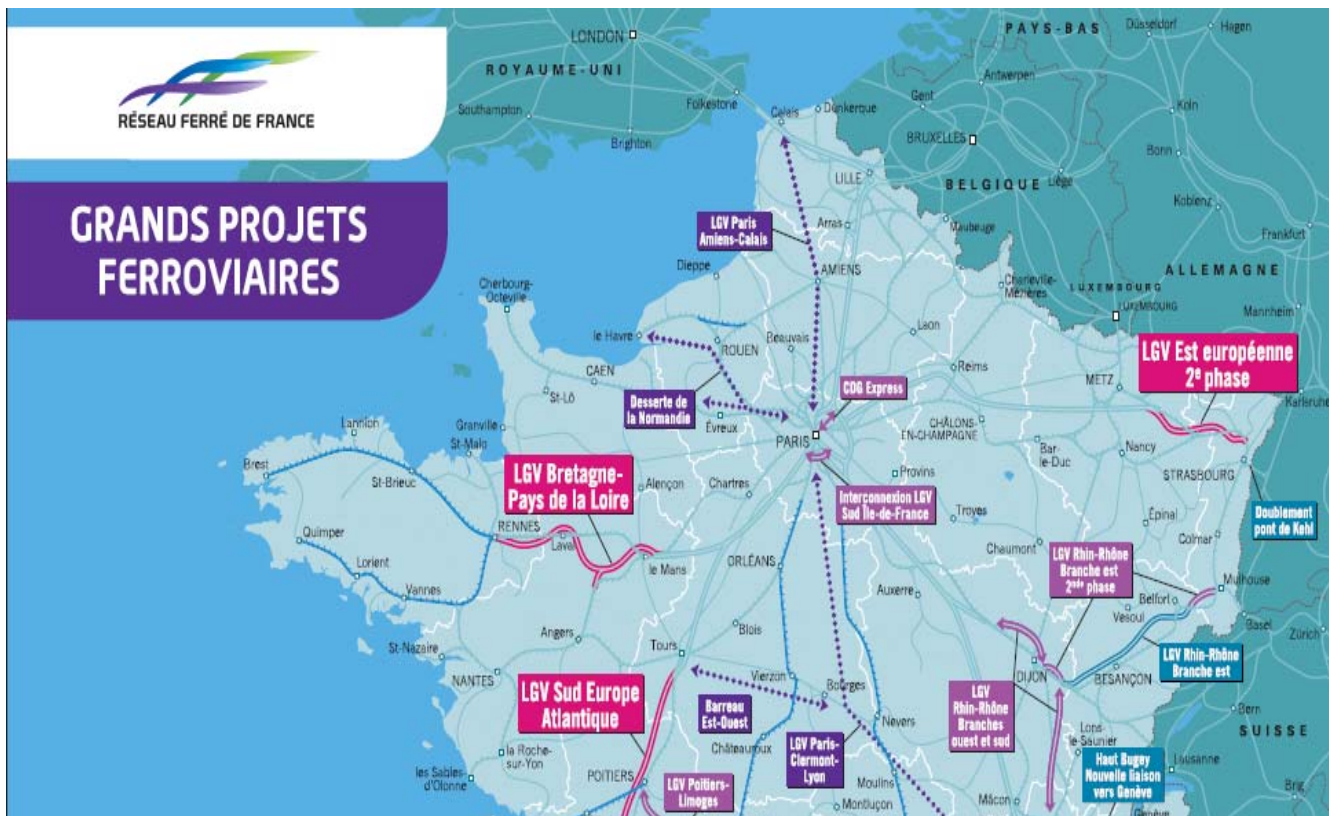 RÉSEAU FERRÉ DE FRANCE
GRANDS PROJETS
FERROVIAIRES
LONDON
ROYAUME-UNI
Southampton
Brighton
Folkestone
Calais
Dunkerque
PAYS-BAS
Düsseldorf
Hagen
Antwerpen
Gent
Köln
BRUXELLES
Bonn
LILLE
BELGIQUE
Liège
Koblenz
LGV Paris
Amiens-Calais
Arras
Maubeuge
Frankfurt
Dieppe
AMIENS
Charleville-
Mézières
ALLEMAGNE
LUXEMBOURG
LUXEMBOURG
Mannheim
Cherbourg-
Octeville
le Havre
ROUEN
Beauvais
Laon
Reims
LGV Est européenne
2e phase
METZ
CAEN
St-Lô
CDG Express
Karlsruhe
Desserte de
la Normandie
Évreux
Lannion
Granville
St-Malo
PARIS
CHÂLONS-
EN-CHAMPAGNE
Bar-
le-Duc
Nancy
STRASBOURG
Brest
St-Brieuc
LGV Bretagne-
Pays de la Loire
Alençon
Chartres
Provins
Interconnexion LGV
Sud Île-de-France
Troyes
Épinal
Doublement
pont de Kehl
Quimper
RENNES
Laval
le Mans
ORLÉANS
Chaumont
Colmar
LGV Rhin-Rhône
Branche est
2nde phase
Lorient
Vannes
Auxerre
Mulhouse
Belfort
Vesoul
Basel
Zürich
St-Nazaire
Angers
Tours
Blois
NANTES
Vierzon
Bourges
DIJON
BESANÇON
LGV Rhin-Rhône
Branche est
LGV Sud Europe
Atlantique
Barreau
Est-Ouest
LGV
Rhin-Rhône
Branches
ouest et sud
Nevers
Bern
SUISSE
Châteauroux
LGV Paris-
Clermont-
Lyon
Lons-
le-Saunier
la Roche-
sur-Yon
les Sables-
d'Olonne
POITIERS
LGV Poitiers-
Limoges
Moulins
Montluçon
Mâcon
Haut Bugey
Nouvelle liaison
vers Genève
Lausanne
Brig
Genève